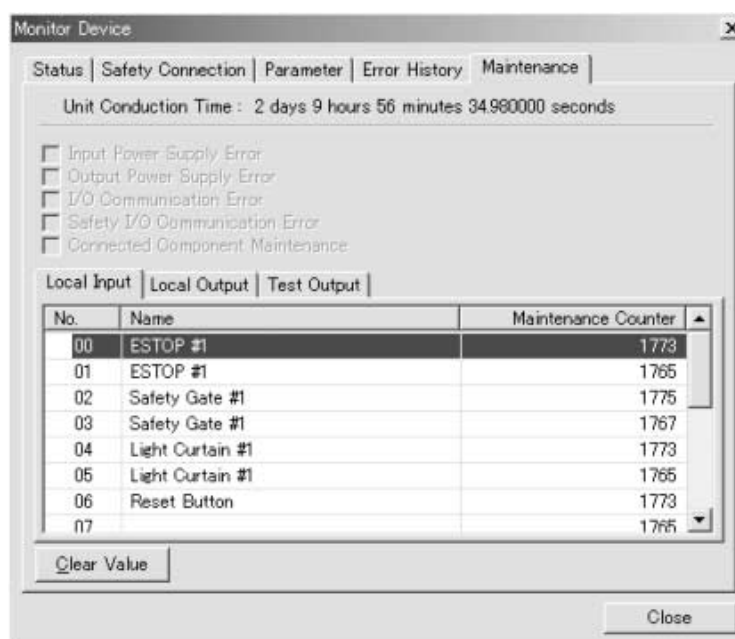 Monitor Device
Status Safety Connection Parameter Error History Maintenance
Unit Conduction Time : 2 days 9 hours 56 minutes 34.980000 seconds
Input Power Supply Error
Output Power Supply Error
I/O Communication Error
Safety I/O Communication Error
Connected Component Maintenance
Local Input Local Output Test Output
No. Name Maintenance Counter
00 ESTOP #1 1773
01 ESTOP #1 1765
02 Safety Gate #1 1775
03 Safety Gate #1 1767
04 Light Curtain #1 1773
05 Light Curtain #1 1765
06 Reset Button 1773
07 1765
Clear Value
Close